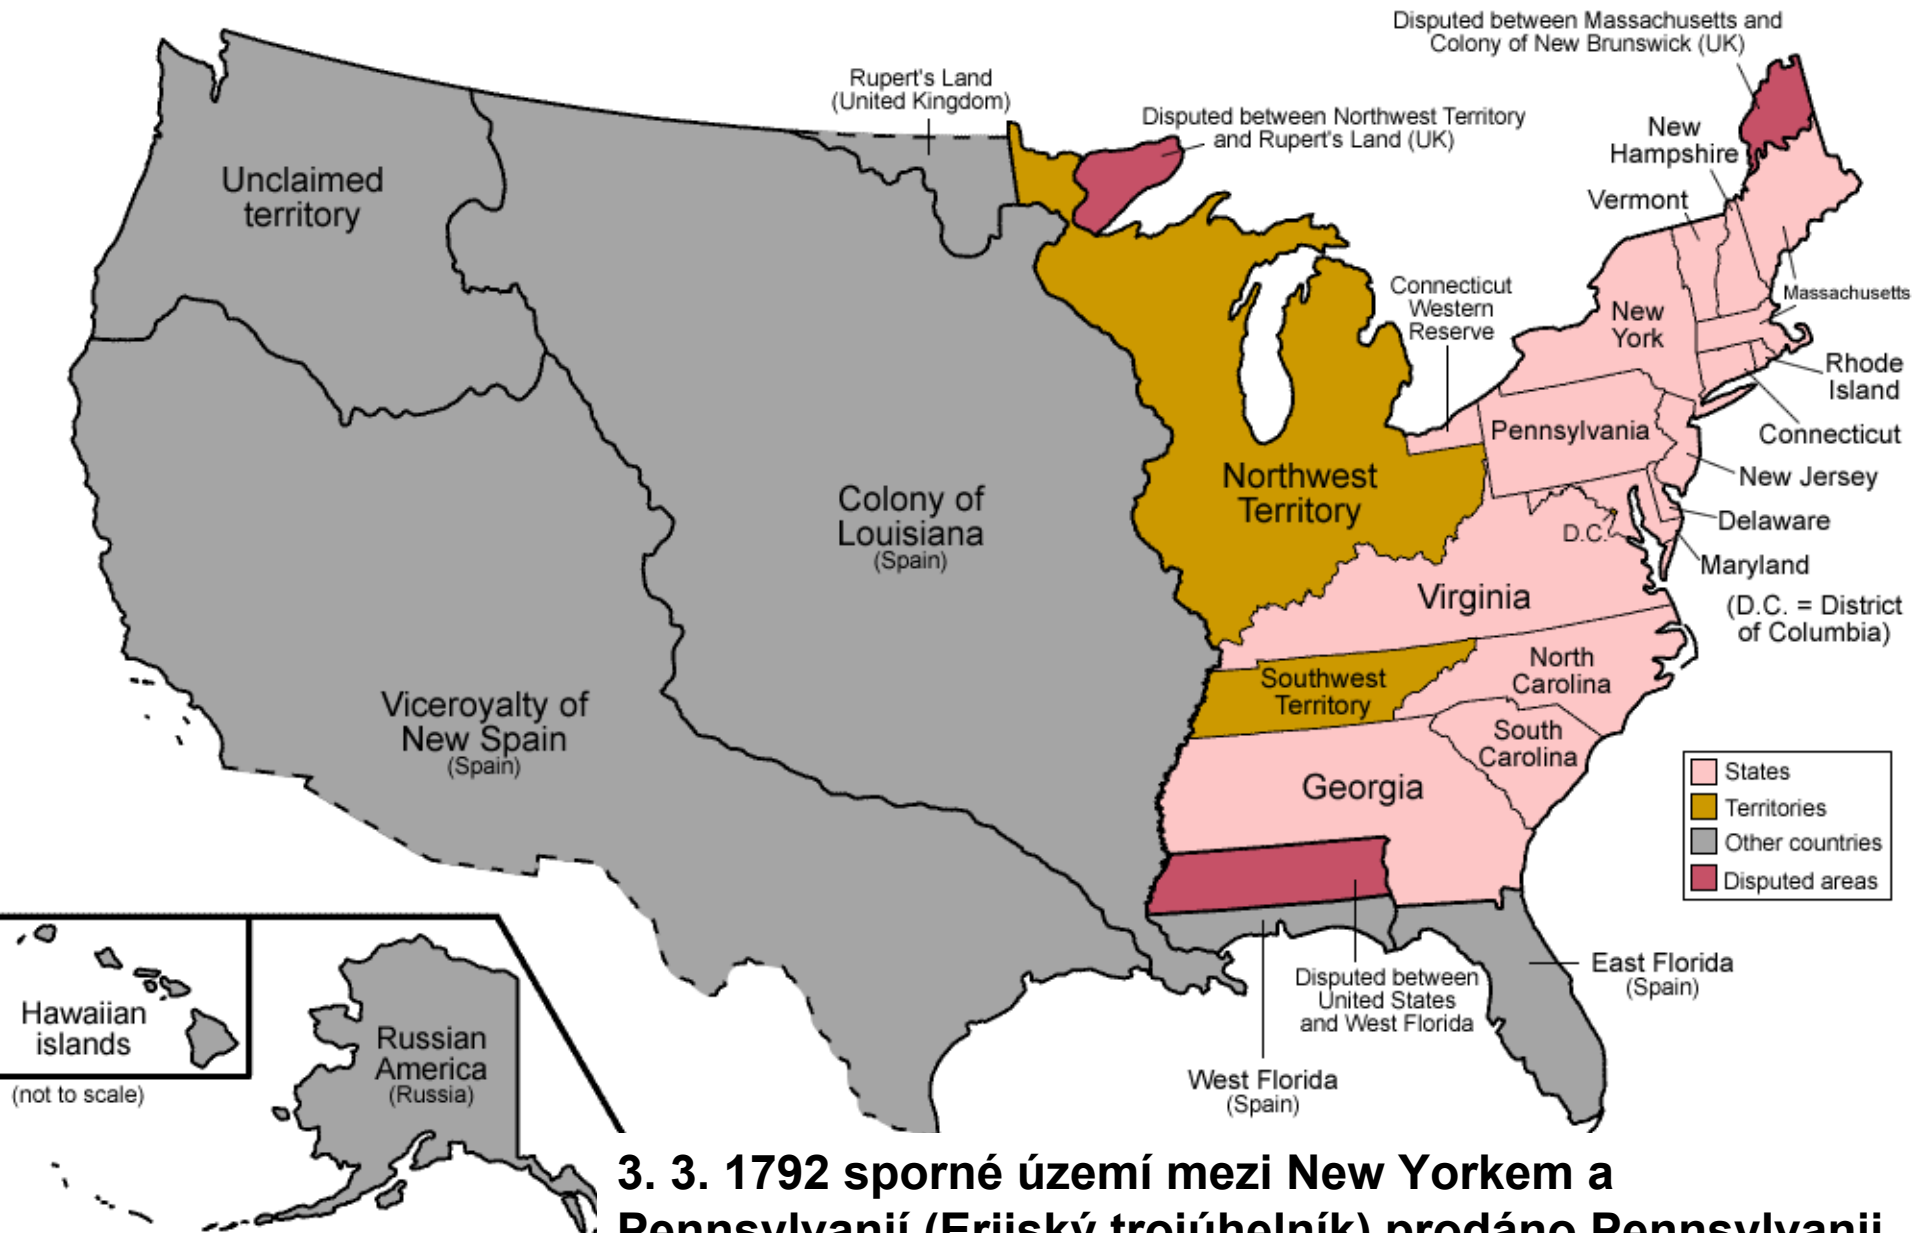 Disputed between Massachusetts and
Colony of New Brunswick (UK)
Rupert's Land
(United Kingdom)
Disputed between Northwest Territory
and Rupert's Land (UK)
New
Hampshire
Vermont
Unclaimed
territory
Connecticut
Western
Reserve
Massachusetts
New
York
Rhode
Island
Pennsylvania
Connecticut
New Jersey
Northwest
Territory
Colony of
Louisiana
(Spain)
Delaware
D.C.
Maryland
Virginia
(D.C. = District
of Columbia)
North
Carolina
Southwest
Territory
Viceroyalty of
New Spain
(Spain)
South
Carolina
Georgia
States
Territories
Other countries
Disputed areas
East Florida
(Spain)
Disputed between
United States
and West Florida
West Florida
(Spain)
Hawaiian
islands
(not to scale)
Russian
America
(Russia)
3. 3. 1792 sporné území mezi New Yorkem a
Pennsylvanií (Erijský trojúhelník) prodáno Pennsylvanii